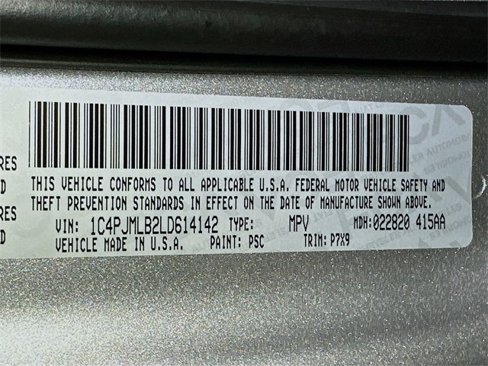 RES
THIS VEHICLE CONFORMS TO ALL APPLICABLE U.S.A. FEDERAL MOTOR VEHICLE SAFETY AND
THEFT PREVENTION STANDARDS IN EFFECT ON THE DATE OF MANUFACTURE SHOWN ABOVE.
VIN: 1C4PJMLB2LD614142 TYPE: MPV MDH: 022820 415AA
VEHICLE MADE IN U.S.A. PAINT: PSC TRIM: P7X9